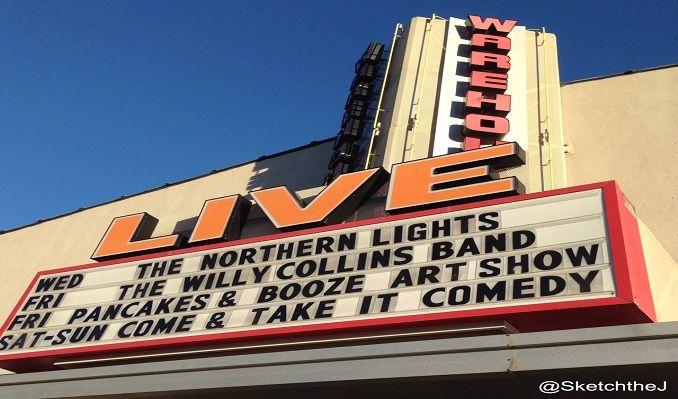 WAREHO
LIVE
WED THE NORTHERN LIGHTS
FRI THE WILLY COLLINS BAND
FRI PANCAKES & BOOZE ART SHOW
SAT-SUN COME & TAKE IT COMEDY
@SketchtheJ